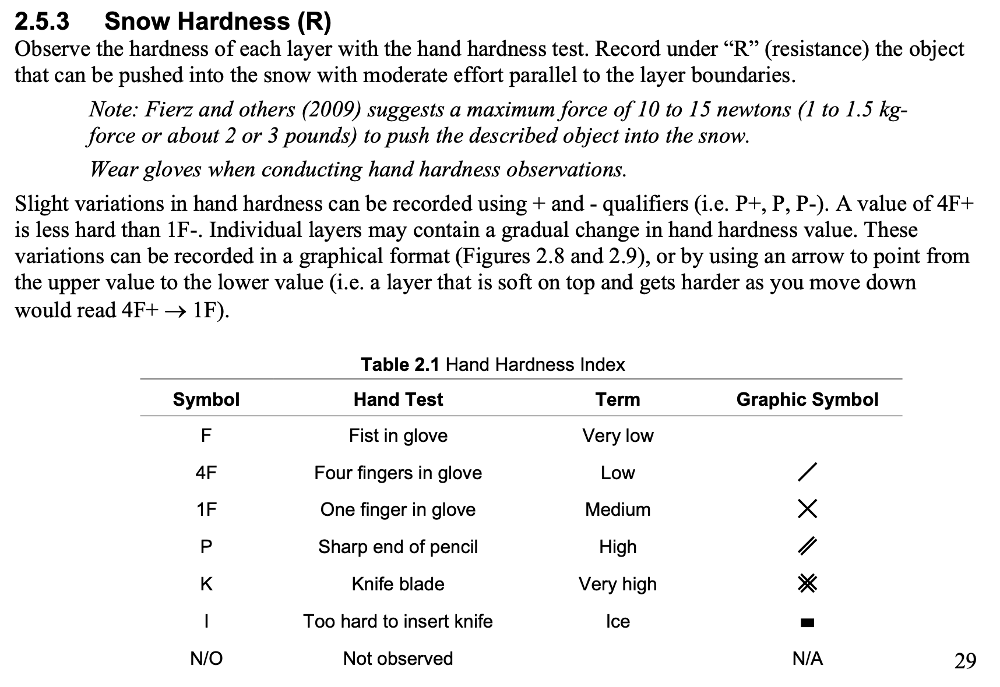 2.5.3 Snow Hardness (R)
Observe the hardness of each layer with the hand hardness test. Record under “R” (resistance) the object
that can be pushed into the snow with moderate effort parallel to the layer boundaries.
Note: Fierz and others (2009) suggests a maximum force of 10 to 15 newtons (1 to 1.5 kg-
force or about 2 or 3 pounds) to push the described object into the snow.
Wear gloves when conducting hand hardness observations.
Slight variations in hand hardness can be recorded using + and - qualifiers (i.e. P+, P, P-). A value of 4F+
is less hard than 1F-. Individual layers may contain a gradual change in hand hardness value. These
variations can be recorded in a graphical format (Figures 2.8 and 2.9), or by using an arrow to point from
the upper value to the lower value (i.e. a layer that is soft on top and gets harder as you move down
would read 4F+ → 1F).
Table 2.1 Hand Hardness Index
Symbol Hand Test Term Graphic Symbol
F Fist in glove Very low
4F Four fingers in glove Low
1F One finger in glove Medium
P Sharp end of pencil High
K Knife blade Very high
I Too hard to insert knife Ice
N/O Not observed N/A
29